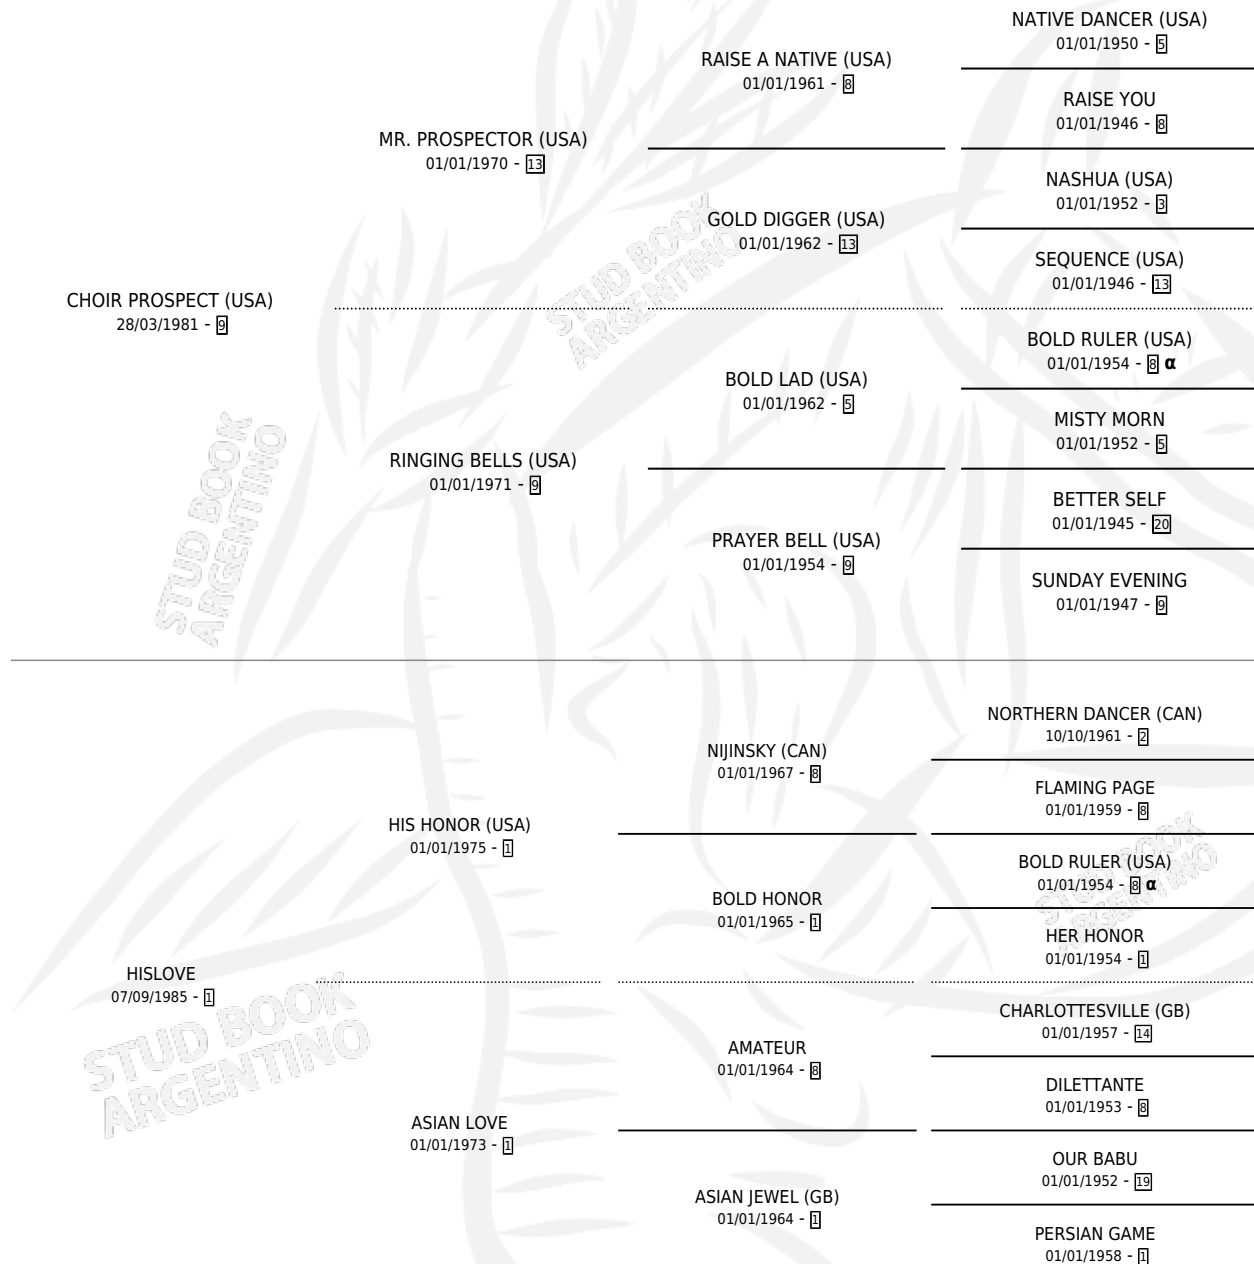 NATIVE DANCER (USA)
01/01/1950 - 5
RAISE A NATIVE (USA)
01/01/1961 - 8
RAISE YOU
01/01/1946 - 8
MR. PROSPECTOR (USA)
01/01/1970 - 13
NASHUA (USA)
01/01/1952 - 3
GOLD DIGGER (USA)
01/01/1962 - 13
SEQUENCE (USA)
01/01/1946 - 13
CHOIR PROSPECT (USA)
28/03/1981 - 9
BOLD RULER (USA)
01/01/1954 - 8 α
BOLD LAD (USA)
01/01/1962 - 5
MISTY MORN
01/01/1952 - 5
RINGING BELLS (USA)
01/01/1971 - 9
BETTER SELF
01/01/1945 - 20
PRAYER BELL (USA)
01/01/1954 - 9
SUNDAY EVENING
01/01/1947 - 9
NORTHERN DANCER (CAN)
10/10/1961 - 2
NIJINSKY (CAN)
01/01/1967 - 8
FLAMING PAGE
01/01/1959 - 8
HIS HONOR (USA)
01/01/1975 - 1
BOLD RULER (USA)
01/01/1954 - 8 α
BOLD HONOR
01/01/1965 - 1
HER HONOR
01/01/1954 - 1
HISLOVE
07/09/1985 - 1
CHARLOTTESVILLE (GB)
01/01/1957 - 14
AMATEUR
01/01/1964 - 8
DILETTANTE
01/01/1953 - 8
ASIAN LOVE
01/01/1973 - 1
OUR BABU
01/01/1952 - 19
ASIAN JEWEL (GB)
01/01/1964 - 1
PERSIAN GAME
01/01/1958 - 1
STUD BOOK
ARGENTINO
STUD BOOK
ARGENTINO
STUD BOOK
ARGENTINO
STUD BOOK
ARGENTINO